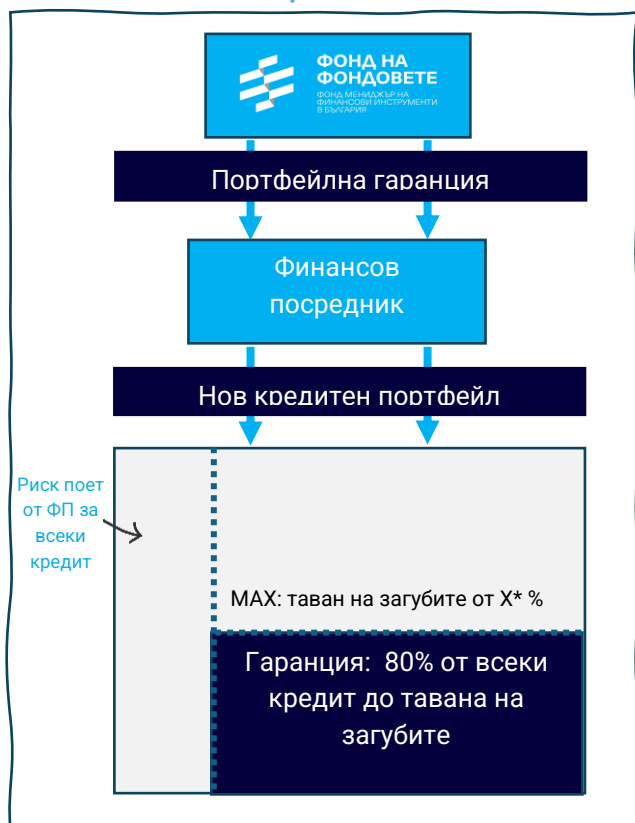 ФОНД НА
ФОНДОВЕТЕ
ФОНД МЕНИДЖЪР НА
ФИНАНСОВИ ИНСТРУМЕНТИ
В БЪЛГАРИЯ
Портфейлна гаранция
Финансов
посредник
Нов кредитен портфейл
Риск поет
от ФП за
всеки
кредит
MAX: таван на загубите от X* %
Гаранция: 80% от всеки
кредит до тавана на
загубите